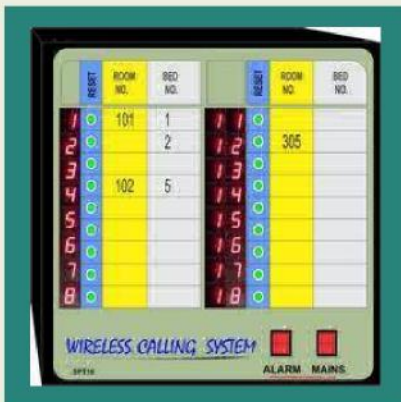 RESET ROOM NO. BED NO. RESET ROOM NO. BED NO.
1 101 1 11
2 2 12 305
3 13
4 102 5 14
5 15
6 16
7 17
8 18
WIRELESS CALLING SYSTEM
SPT16 ALARM MAINS